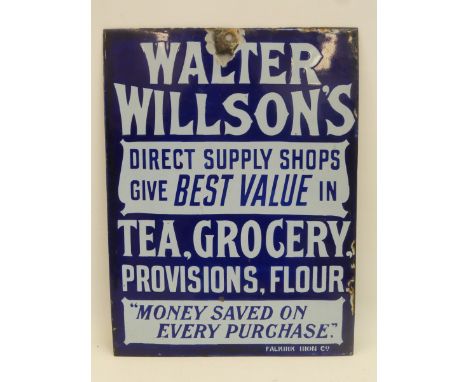 WALTER
WILLSON'S
DIRECT SUPPLY SHOPS
GIVE BEST VALUE IN
TEA, GROCERY,
PROVISIONS, FLOUR.
"MONEY SAVED ON
EVERY PURCHASE."
FALKIRK IRON Co